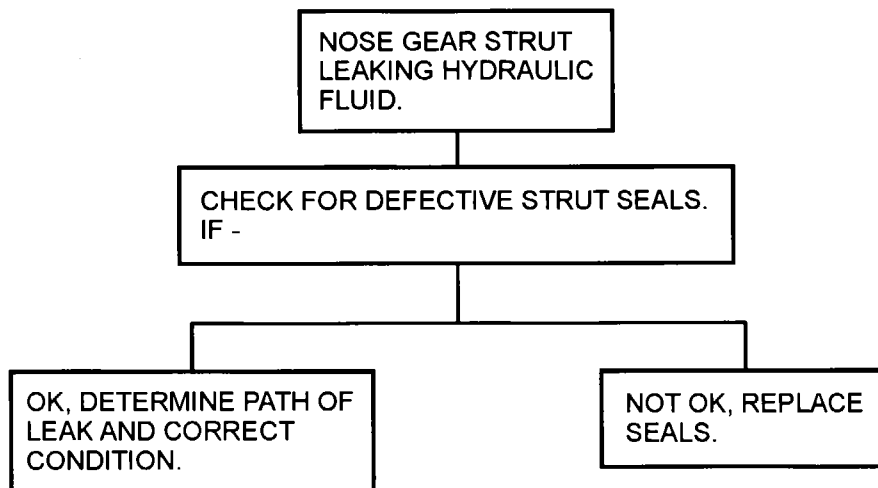 NOSE GEAR STRUT
LEAKING HYDRAULIC
FLUID.
CHECK FOR DEFECTIVE STRUT SEALS.
IF -
OK, DETERMINE PATH OF
LEAK AND CORRECT
CONDITION.
NOT OK, REPLACE
SEALS.